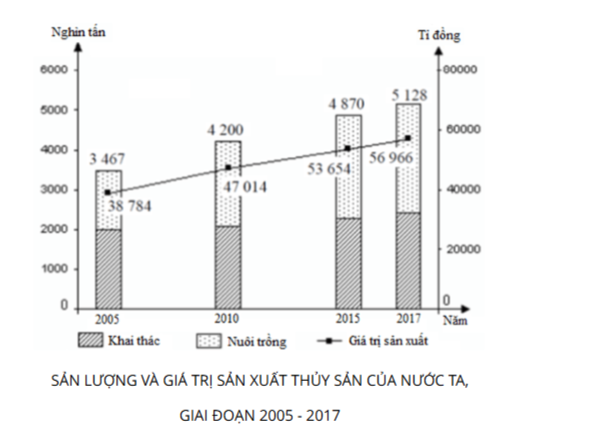 Nghìn tấn Tỉ đồng
6000 80000
5 128
5000 4 870
4 200 60000
4000
3 467 53 654 56 966
3000 47 014 40000
38 784
2000
20000
1000
0 0
2005 2010 2015 2017 Năm
Khai thác Nuôi trồng Giá trị sản xuất
SẢN LƯỢNG VÀ GIÁ TRỊ SẢN XUẤT THỦY SẢN CỦA NƯỚC TA,
GIAI ĐOẠN 2005 - 2017